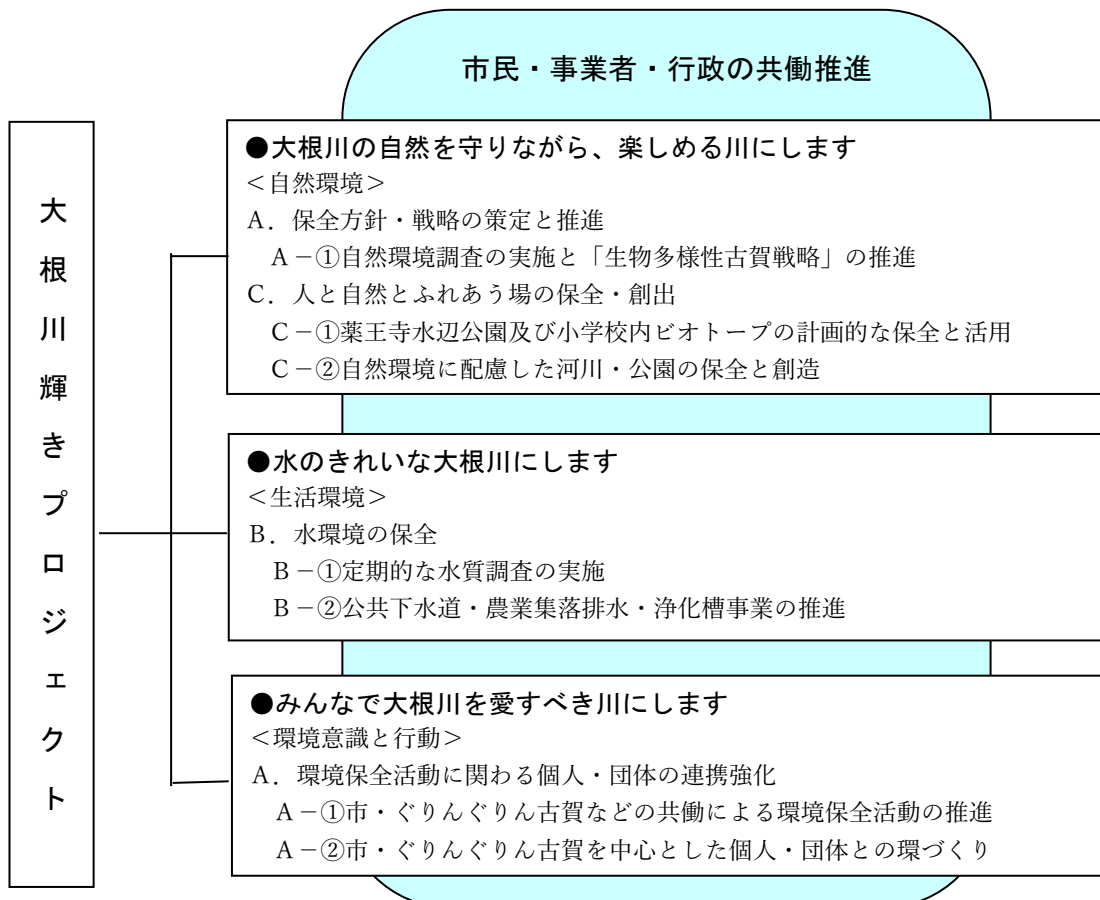 市民・事業者・行政の共働推進
大根川輝きプロジェクト
●大根川の自然を守りながら、楽しめる川にします
＜自然環境＞
Ａ．保全方針・戦略の策定と推進
Ａ－①自然環境調査の実施と「生物多様性古賀戦略」の推進
Ｃ．人と自然とふれあう場の保全・創出
Ｃ－①薬王寺水辺公園及び小学校内ビオトープの計画的な保全と活用
Ｃ－②自然環境に配慮した河川・公園の保全と創造
●水のきれいな大根川にします
＜生活環境＞
Ｂ．水環境の保全
Ｂ－①定期的な水質調査の実施
Ｂ－②公共下水道・農業集落排水・浄化槽事業の推進
●みんなで大根川を愛すべき川にします
＜環境意識と行動＞
Ａ．環境保全活動に関わる個人・団体の連携強化
Ａ－①市・ぐりんぐりん古賀などの共働による環境保全活動の推進
Ａ－②市・ぐりんぐりん古賀を中心とした個人・団体との環づくり